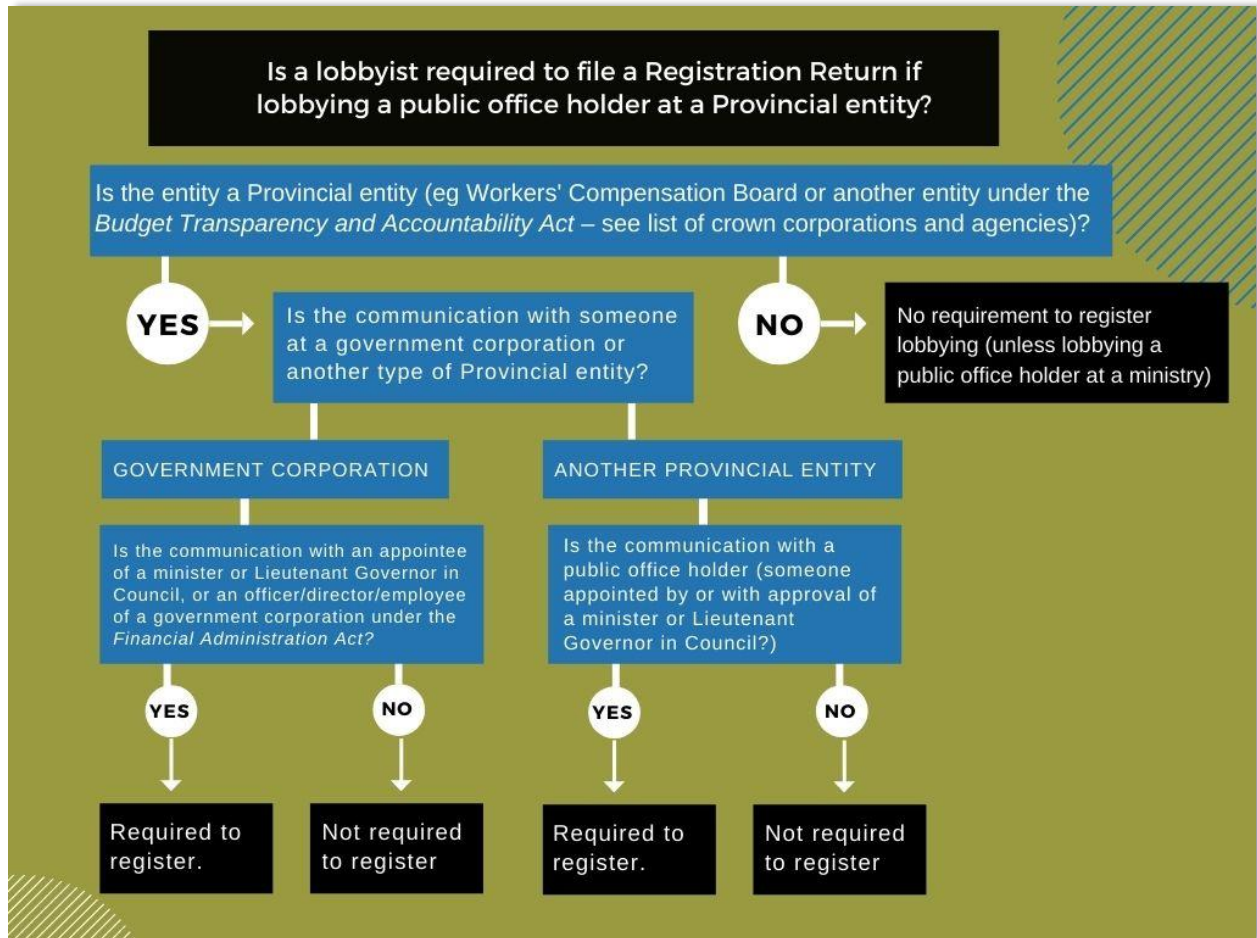 Is a lobbyist required to file a Registration Return if
lobbying a public office holder at a Provincial entity?
Is the entity a Provincial entity (eg Workers' Compensation Board or another entity under the
Budget Transparency and Accountability Act – see list of crown corporations and agencies)?
YES
Is the communication with someone
at a government corporation or
another type of Provincial entity?
NO
No requirement to register
lobbying (unless lobbying a
public office holder at a ministry)
GOVERNMENT CORPORATION
ANOTHER PROVINCIAL ENTITY
Is the communication with an appointee
of a minister or Lieutenant Governor in
Council, or an officer/director/employee
of a government corporation under the
Financial Administration Act?
Is the communication with a
public office holder (someone
appointed by or with approval of
a minister or Lieutenant
Governor in Council?)
YES
NO
YES
NO
Required to
register.
Not required
to register
Required to
register.
Not required
to register